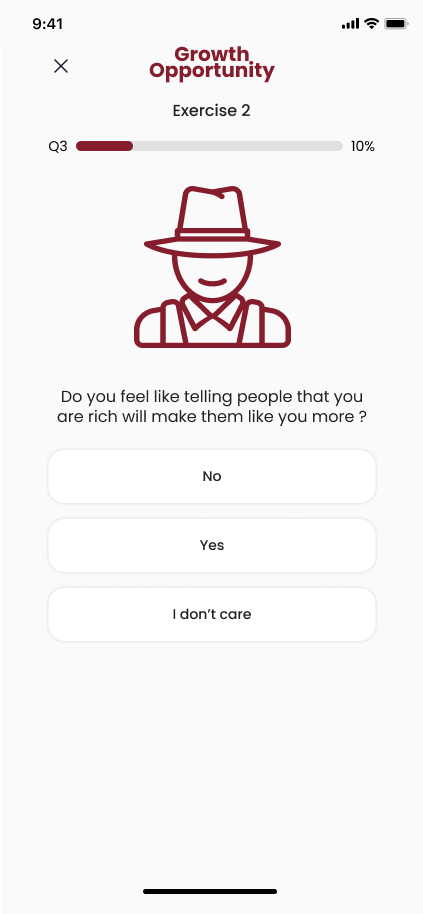 9:41
Growth
Opportunity
Exercise 2
Q3 10%
Do you feel like telling people that you
are rich will make them like you more ?
No
Yes
I don’t care